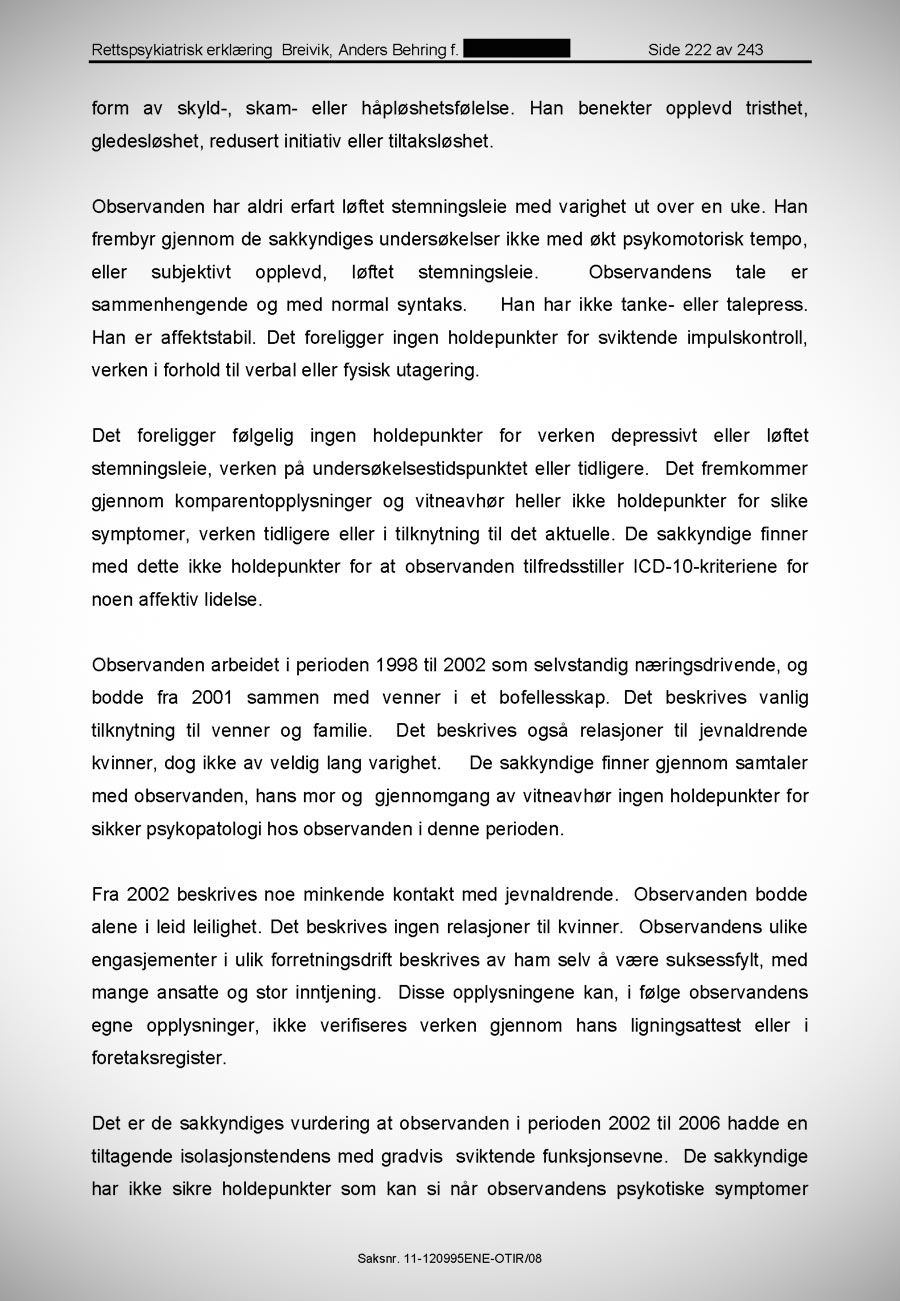 Rettspsykiatrisk erklæring Breivik, Anders Behring f. Side 222 av 243
form av skyld-, skam- eller håpløshetsfølelse. Han benekter opplevd tristhet,
gledesløshet, redusert initiativ eller tiltaksløshet.
Observanden har aldri erfart løftet stemningsleie med varighet ut over en uke. Han
frembyr gjennom de sakkyndiges undersøkelser ikke med økt psykomotorisk tempo,
eller subjektivt opplevd, løftet stemningsleie. Observandens tale er
sammenhengende og med normal syntaks. Han har ikke tanke- eller talepress.
Han er affektstabil. Det foreligger ingen holdepunkter for sviktende impulskontroll,
verken i forhold til verbal eller fysisk utagering.
Det foreligger følgelig ingen holdepunkter for verken depressivt eller løftet
stemningsleie, verken på undersøkelsestidspunktet eller tidligere. Det fremkommer
gjennom komparentopplysninger og vitneavhør heller ikke holdepunkter for slike
symptomer, verken tidligere eller i tilknytning til det aktuelle. De sakkyndige finner
med dette ikke holdepunkter for at observanden tilfredsstiller ICD-10-kriteriene for
noen affektiv lidelse.
Observanden arbeidet i perioden 1998 til 2002 som selvstandig næringsdrivende, og
bodde fra 2001 sammen med venner i et bofellesskap. Det beskrives vanlig
tilknytning til venner og familie. Det beskrives også relasjoner til jevnaldrende
kvinner, dog ikke av veldig lang varighet. De sakkyndige finner gjennom samtaler
med observanden, hans mor og gjennomgang av vitneavhør ingen holdepunkter for
sikker psykopatologi hos observanden i denne perioden.
Fra 2002 beskrives noe minkende kontakt med jevnaldrende. Observanden bodde
alene i leid leilighet. Det beskrives ingen relasjoner til kvinner. Observandens ulike
engasjementer i ulik forretningsdrift beskrives av ham selv å være suksessfylt, med
mange ansatte og stor inntjening. Disse opplysningene kan, i følge observandens
egne opplysninger, ikke verifiseres verken gjennom hans ligningsattest eller i
foretaksregister.
Det er de sakkyndiges vurdering at observanden i perioden 2002 til 2006 hadde en
tiltagende isolasjonstendens med gradvis sviktende funksjonsevne. De sakkyndige
har ikke sikre holdepunkter som kan si når observandens psykotiske symptomer
Saksnr. 11-120995ENE-OTIR/08